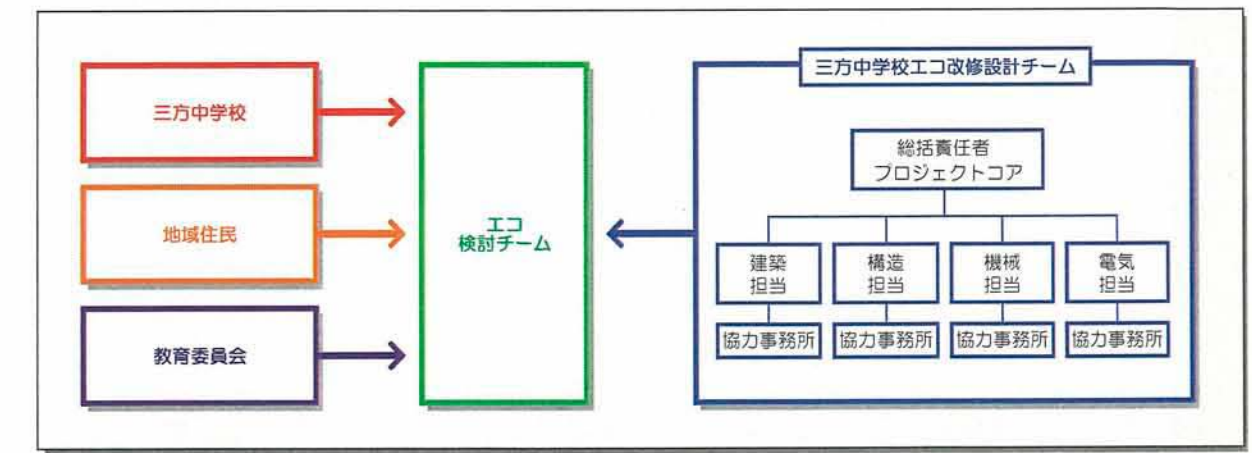 三方中学校
地域住民
教育委員会
エコ
検討チーム
三方中学校エコ改修設計チーム
総括責任者
プロジェクトコア
建築
担当
構造
担当
機械
担当
電気
担当
協力事務所
協力事務所
協力事務所
協力事務所